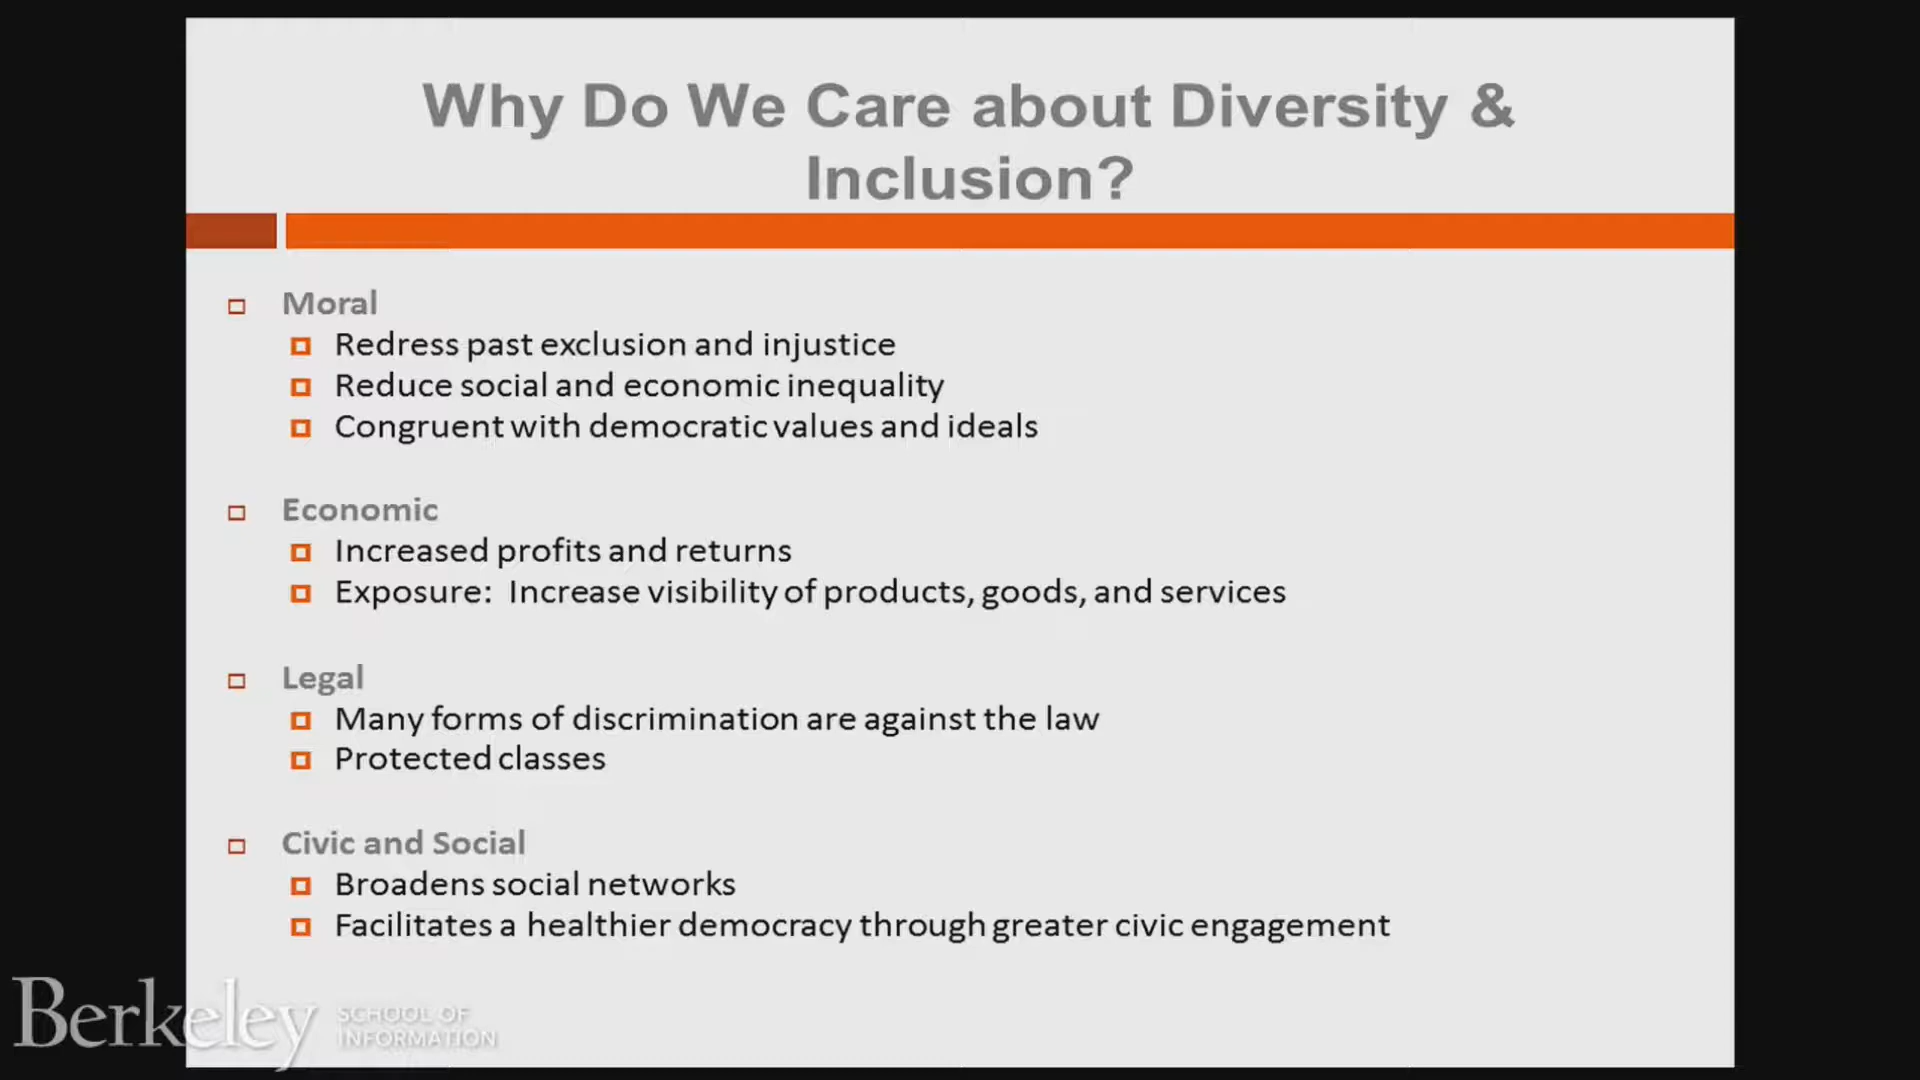 Why Do We Care about Diversity &
Inclusion?
Moral
Redress past exclusion and injustice
Reduce social and economic inequality
Congruent with democratic values and ideals
Economic
Increased profits and returns
Exposure: Increase visibility of products, goods, and services
Legal
Many forms of discrimination are against the law
Protected classes
Civic and Social
Broadens social networks
Facilitates a healthier democracy through greater civic engagement
Berkeley
SCHOOL OF
INFORMATION